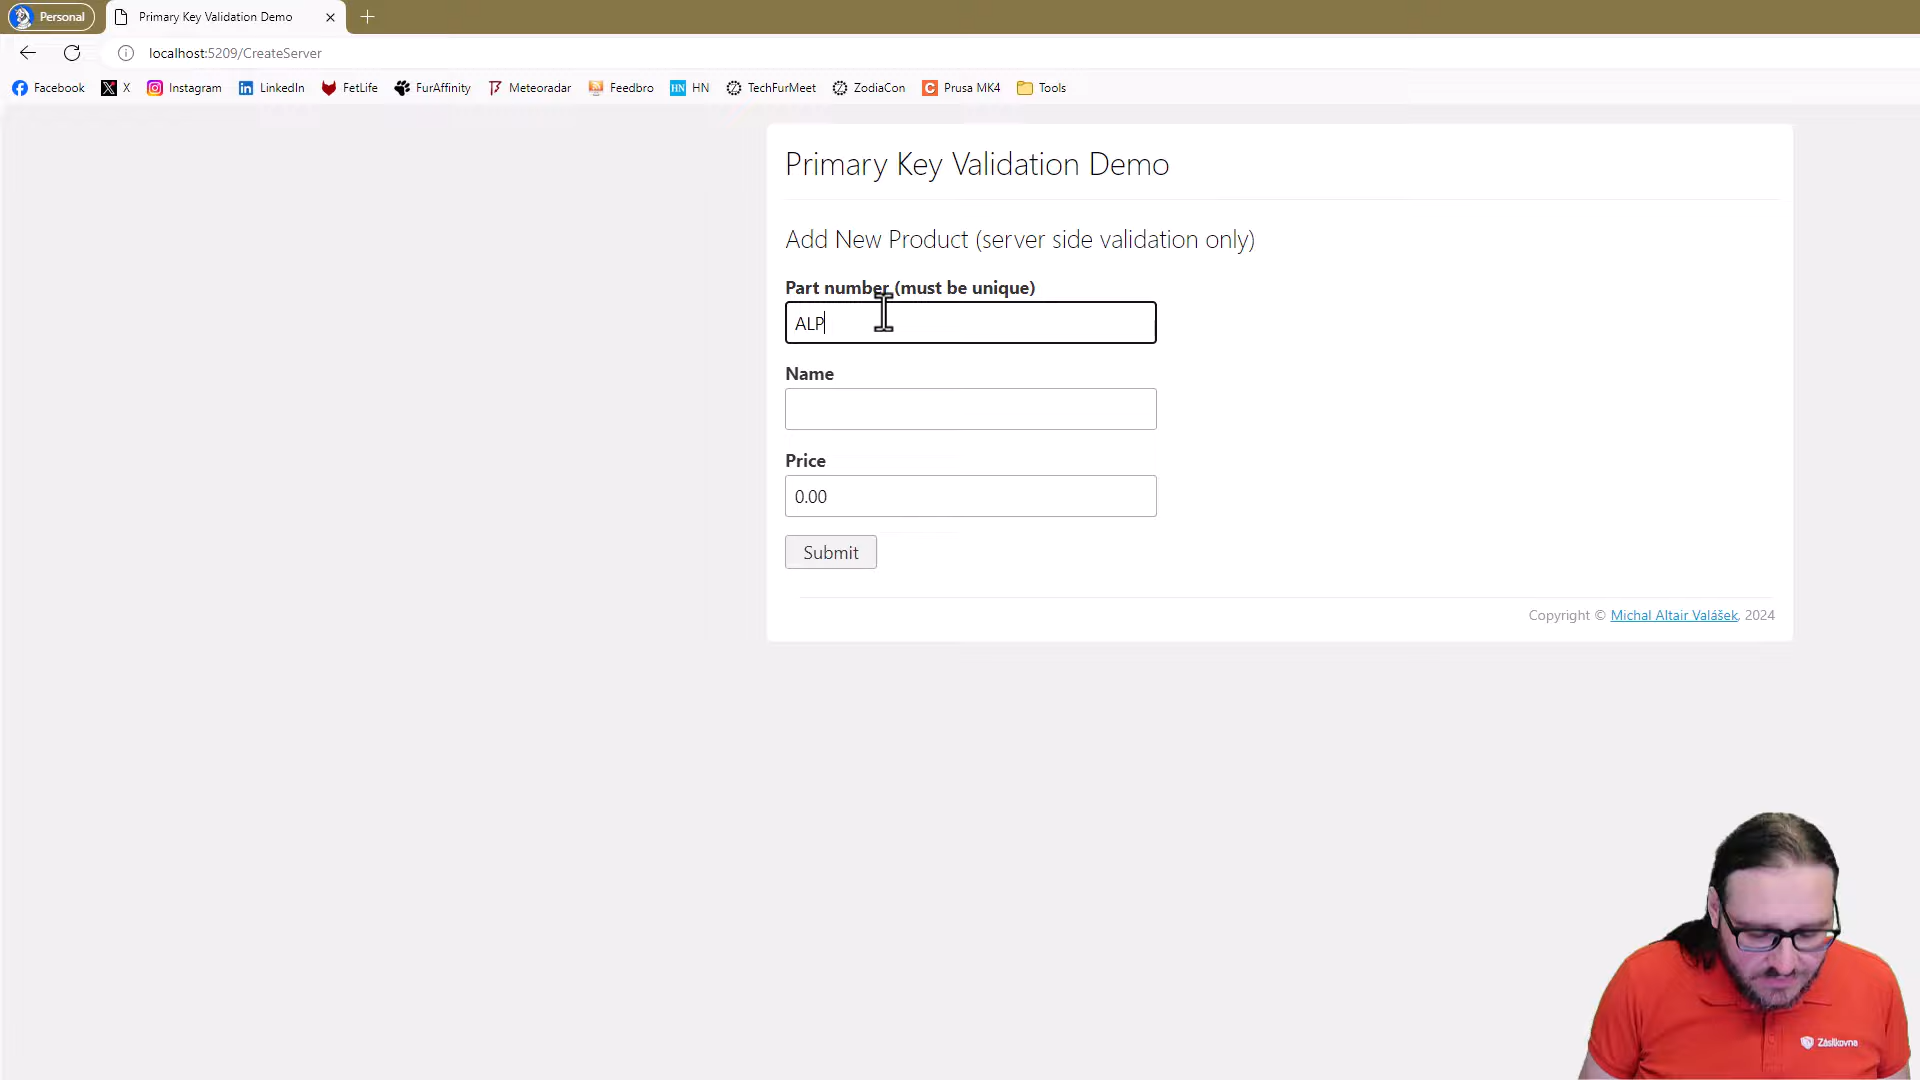 Personal
Primary Key Validation Demo
localhost:5209/CreateServer
Facebook X Instagram LinkedIn FetLife FurAffinity Meteoradar Feedbro HN HN TechFurMeet ZodiaCon C Prusa MK4 Tools
Primary Key Validation Demo
Add New Product (server side validation only)
Part number (must be unique)
ALP
Name
Price
0.00
Submit
Copyright © Michal Altair Valášek, 2024
Zásilkovna